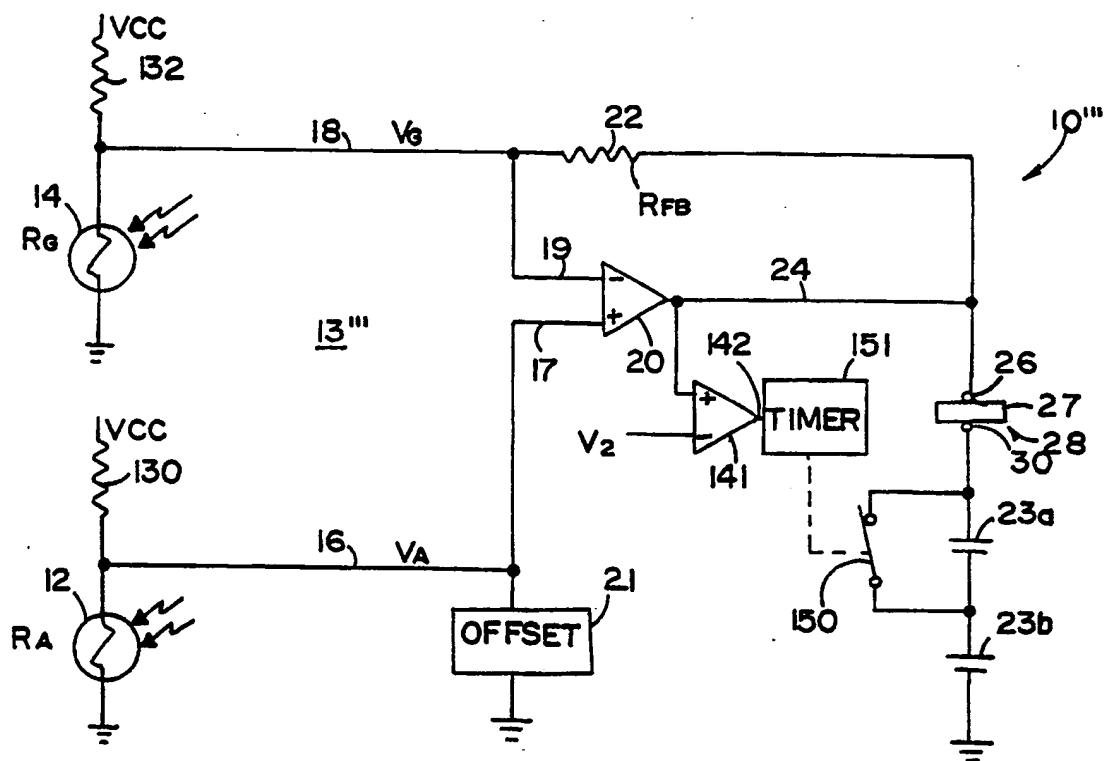 VCC
132
18
VG
22
RFB
10'''
14
RG
19
24
13'''
17
20
142
151
TIMER
26
27
28
30
V2
141
VCC
130
16
VA
23a
150
12
RA
21
OFFSET
23b
- + + -